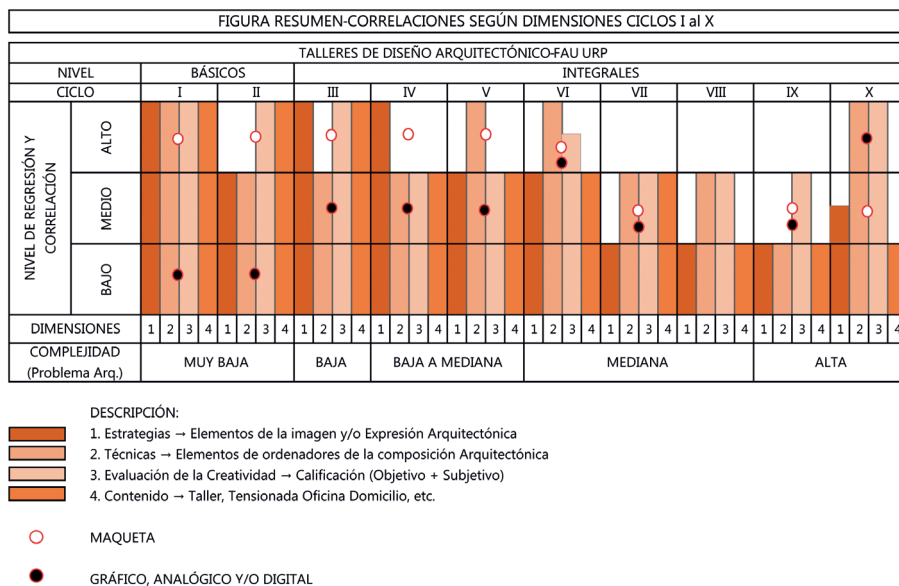 FIGURA RESUMEN-CORRELACIONES SEGÚN DIMENSIONES CICLOS I al X
TALLERES DE DISEÑO ARQUITECTÓNICO-FAU URP
NIVEL BÁSICOS INTEGRALES
CICLO I II III IV V VI VII VIII IX X
NIVEL DE REGRESIÓN Y
CORRELACIÓN
ALTO
MEDIO
BAJO
DIMENSIONES 1 2 3 4 1 2 3 4 1 2 3 4 1 2 3 4 1 2 3 4 1 2 3 4 1 2 3 4 1 2 3 4 1 2 3 4 1 2 3 4
COMPLEJIDAD
(Problema Arq.)
MUY BAJA BAJA BAJA A MEDIANA MEDIANA ALTA
DESCRIPCIÓN:
1. Estrategias → Elementos de la imagen y/o Expresión Arquitectónica
2. Técnicas → Elementos de ordenadores de la composición Arquitectónica
3. Evaluación de la Creatividad → Calificación (Objetivo + Subjetivo)
4. Contenido → Taller, Tensionada Oficina Domicilio, etc.
MAQUETA
GRÁFICO, ANALÓGICO Y/O DIGITAL